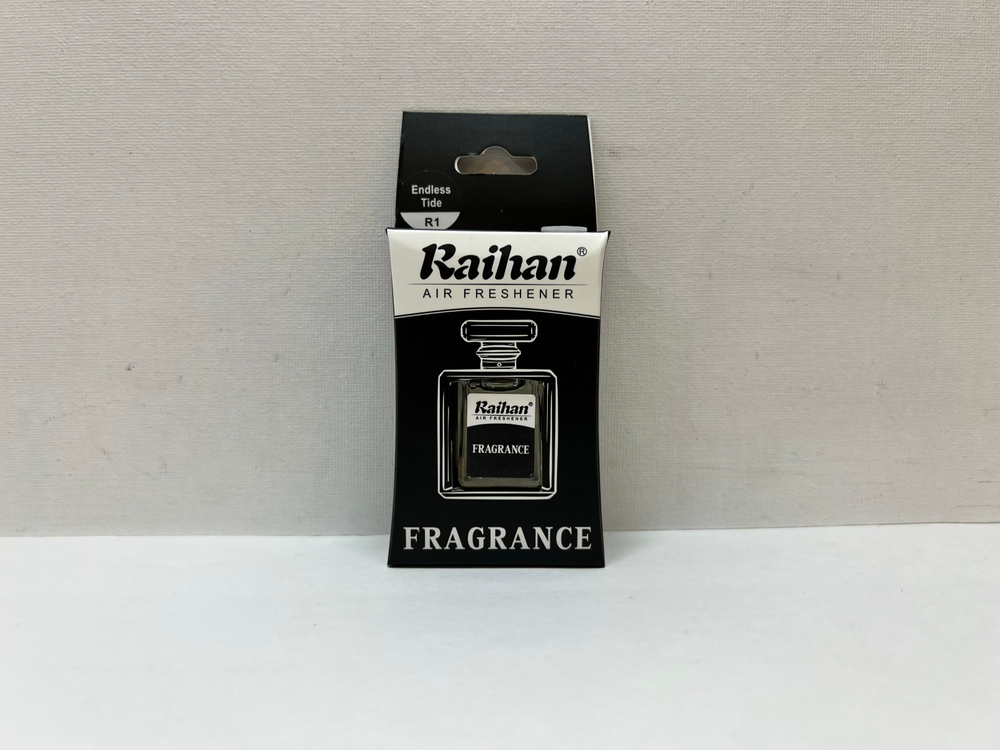 Endless
Tide
R1
Raihan®
AIR FRESHENER
Raihan®
AIR FRESHENER
FRAGRANCE
FRAGRANCE